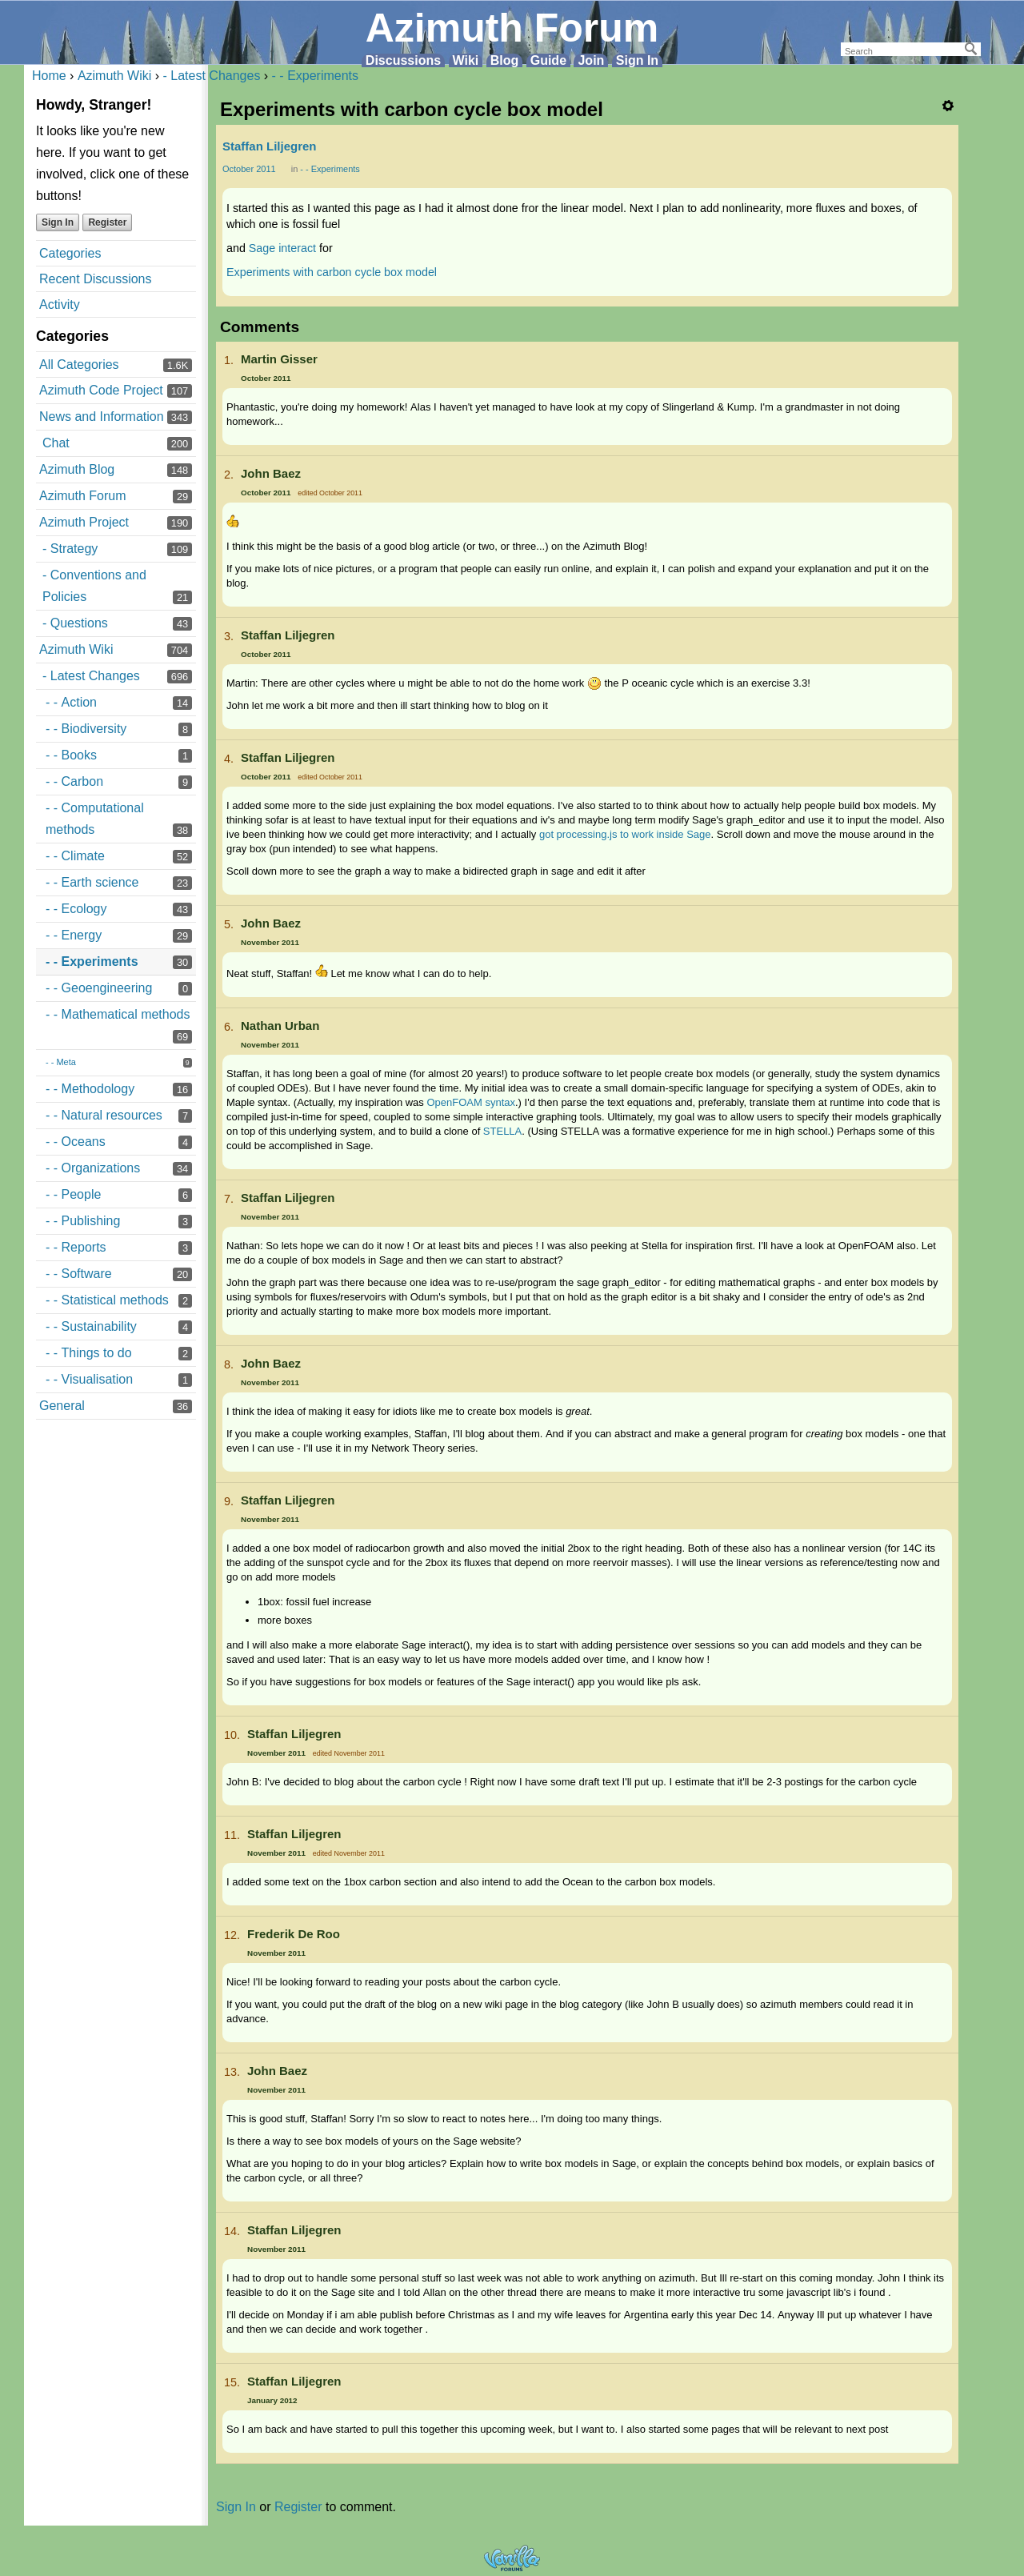 Azimuth Forum
Discussions Wiki Blog Guide Join Sign In
Search
Home › Azimuth Wiki › - Latest Changes › - - Experiments
Howdy, Stranger!
It looks like you're new
here. If you want to get
involved, click one of these
buttons!
Sign In Register
Categories
Recent Discussions
Activity
Categories
All Categories 1.6K
Azimuth Code Project 107
News and Information 343
Chat 200
Azimuth Blog 148
Azimuth Forum 29
Azimuth Project 190
- Strategy 109
- Conventions and
Policies 21
- Questions 43
Azimuth Wiki 704
- Latest Changes 696
- - Action 14
- - Biodiversity 8
- - Books 1
- - Carbon 9
- - Computational
methods 38
- - Climate 52
- - Earth science 23
- - Ecology 43
- - Energy 29
- - Experiments 30
- - Geoengineering 0
- - Mathematical methods
69
- - Meta 9
- - Methodology 16
- - Natural resources 7
- - Oceans 4
- - Organizations 34
- - People 6
- - Publishing 3
- - Reports 3
- - Software 20
- - Statistical methods 2
- - Sustainability 4
- - Things to do 2
- - Visualisation 1
General 36
Experiments with carbon cycle box model
Staffan Liljegren
October 2011 in - - Experiments
I started this as I wanted this page as I had it almost done fror the linear model. Next I plan to add nonlinearity, more fluxes and boxes, of
which one is fossil fuel
and Sage interact for
Experiments with carbon cycle box model
Comments
1. Martin Gisser
October 2011
Phantastic, you're doing my homework! Alas I haven't yet managed to have look at my copy of Slingerland & Kump. I'm a grandmaster in not doing
homework...
2. John Baez
October 2011 edited October 2011
I think this might be the basis of a good blog article (or two, or three...) on the Azimuth Blog!
If you make lots of nice pictures, or a program that people can easily run online, and explain it, I can polish and expand your explanation and put it on the
blog.
3. Staffan Liljegren
October 2011
Martin: There are other cycles where u might be able to not do the home work the P oceanic cycle which is an exercise 3.3!
John let me work a bit more and then ill start thinking how to blog on it
4. Staffan Liljegren
October 2011 edited October 2011
I added some more to the side just explaining the box model equations. I've also started to to think about how to actually help people build box models. My
thinking sofar is at least to have textual input for their equations and iv's and maybe long term modify Sage's graph_editor and use it to input the model. Also
ive been thinking how we could get more interactivity; and I actually got processing.js to work inside Sage. Scroll down and move the mouse around in the
gray box (pun intended) to see what happens.
Scoll down more to see the graph a way to make a bidirected graph in sage and edit it after
5. John Baez
November 2011
Neat stuff, Staffan! Let me know what I can do to help.
6. Nathan Urban
November 2011
Staffan, it has long been a goal of mine (for almost 20 years!) to produce software to let people create box models (or generally, study the system dynamics
of coupled ODEs). But I have never found the time. My initial idea was to create a small domain-specific language for specifying a system of ODEs, akin to
Maple syntax. (Actually, my inspiration was OpenFOAM syntax.) I'd then parse the text equations and, preferably, translate them at runtime into code that is
compiled just-in-time for speed, coupled to some simple interactive graphing tools. Ultimately, my goal was to allow users to specify their models graphically
on top of this underlying system, and to build a clone of STELLA. (Using STELLA was a formative experience for me in high school.) Perhaps some of this
could be accomplished in Sage.
7. Staffan Liljegren
November 2011
Nathan: So lets hope we can do it now ! Or at least bits and pieces ! I was also peeking at Stella for inspiration first. I'll have a look at OpenFOAM also. Let
me do a couple of box models in Sage and then we can start to abstract?
John the graph part was there because one idea was to re-use/program the sage graph_editor - for editing mathematical graphs - and enter box models by
using symbols for fluxes/reservoirs with Odum's symbols, but I put that on hold as the graph editor is a bit shaky and I consider the entry of ode's as 2nd
priority and actually starting to make more box models more important.
8. John Baez
November 2011
I think the idea of making it easy for idiots like me to create box models is great.
If you make a couple working examples, Staffan, I'll blog about them. And if you can abstract and make a general program for creating box models - one that
even I can use - I'll use it in my Network Theory series.
9. Staffan Liljegren
November 2011
I added a one box model of radiocarbon growth and also moved the initial 2box to the right heading. Both of these also has a nonlinear version (for 14C its
the adding of the sunspot cycle and for the 2box its fluxes that depend on more reervoir masses). I will use the linear versions as reference/testing now and
go on add more models
• 1box: fossil fuel increase
• more boxes
and I will also make a more elaborate Sage interact(), my idea is to start with adding persistence over sessions so you can add models and they can be
saved and used later: That is an easy way to let us have more models added over time, and I know how !
So if you have suggestions for box models or features of the Sage interact() app you would like pls ask.
10. Staffan Liljegren
November 2011 edited November 2011
John B: I've decided to blog about the carbon cycle ! Right now I have some draft text I'll put up. I estimate that it'll be 2-3 postings for the carbon cycle
11. Staffan Liljegren
November 2011 edited November 2011
I added some text on the 1box carbon section and also intend to add the Ocean to the carbon box models.
12. Frederik De Roo
November 2011
Nice! I'll be looking forward to reading your posts about the carbon cycle.
If you want, you could put the draft of the blog on a new wiki page in the blog category (like John B usually does) so azimuth members could read it in
advance.
13. John Baez
November 2011
This is good stuff, Staffan! Sorry I'm so slow to react to notes here... I'm doing too many things.
Is there a way to see box models of yours on the Sage website?
What are you hoping to do in your blog articles? Explain how to write box models in Sage, or explain the concepts behind box models, or explain basics of
the carbon cycle, or all three?
14. Staffan Liljegren
November 2011
I had to drop out to handle some personal stuff so last week was not able to work anything on azimuth. But Ill re-start on this coming monday. John I think its
feasible to do it on the Sage site and I told Allan on the other thread there are means to make it more interactive tru some javascript lib's i found .
I'll decide on Monday if i am able publish before Christmas as I and my wife leaves for Argentina early this year Dec 14. Anyway Ill put up whatever I have
and then we can decide and work together .
15. Staffan Liljegren
January 2012
So I am back and have started to pull this together this upcoming week, but I want to. I also started some pages that will be relevant to next post
Sign In or Register to comment.
Vanilla
FORUMS